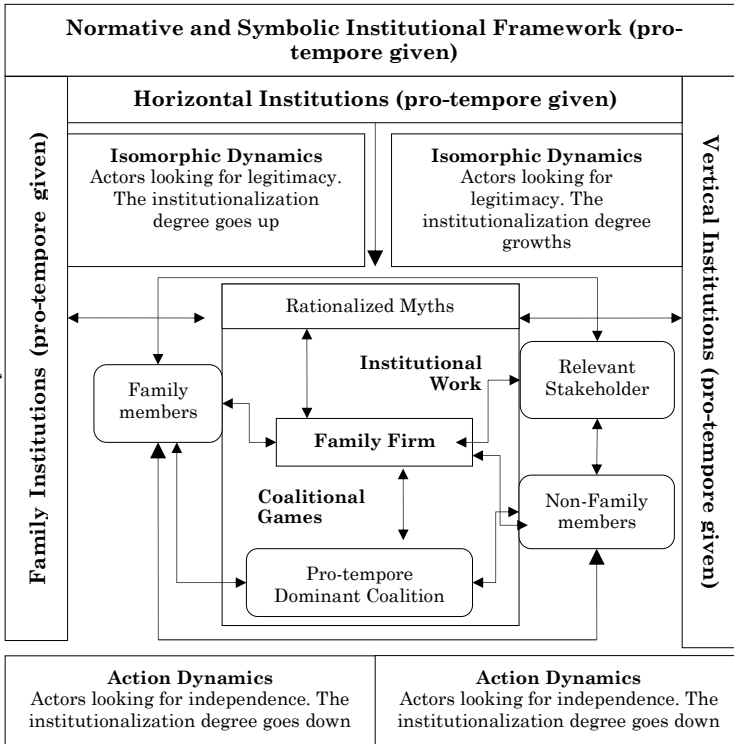 Normative and Symbolic Institutional Framework (pro-
tempore given)
Horizontal Institutions (pro-tempore given)
Family Institutions (pro-tempore given)
Vertical Institutions (pro-tempore given)
Isomorphic Dynamics
Actors looking for legitimacy.
The institutionalization
degree goes up
Isomorphic Dynamics
Actors looking for
legitimacy. The
institutionalization degree
growths
Rationalized Myths
Institutional
Work
Family
members
Relevant
Stakeholder
Family Firm
Coalitional
Games
Non-Family
members
Pro-tempore
Dominant Coalition
Action Dynamics
Actors looking for independence. The
institutionalization degree goes down
Action Dynamics
Actors looking for independence. The
institutionalization degree goes down